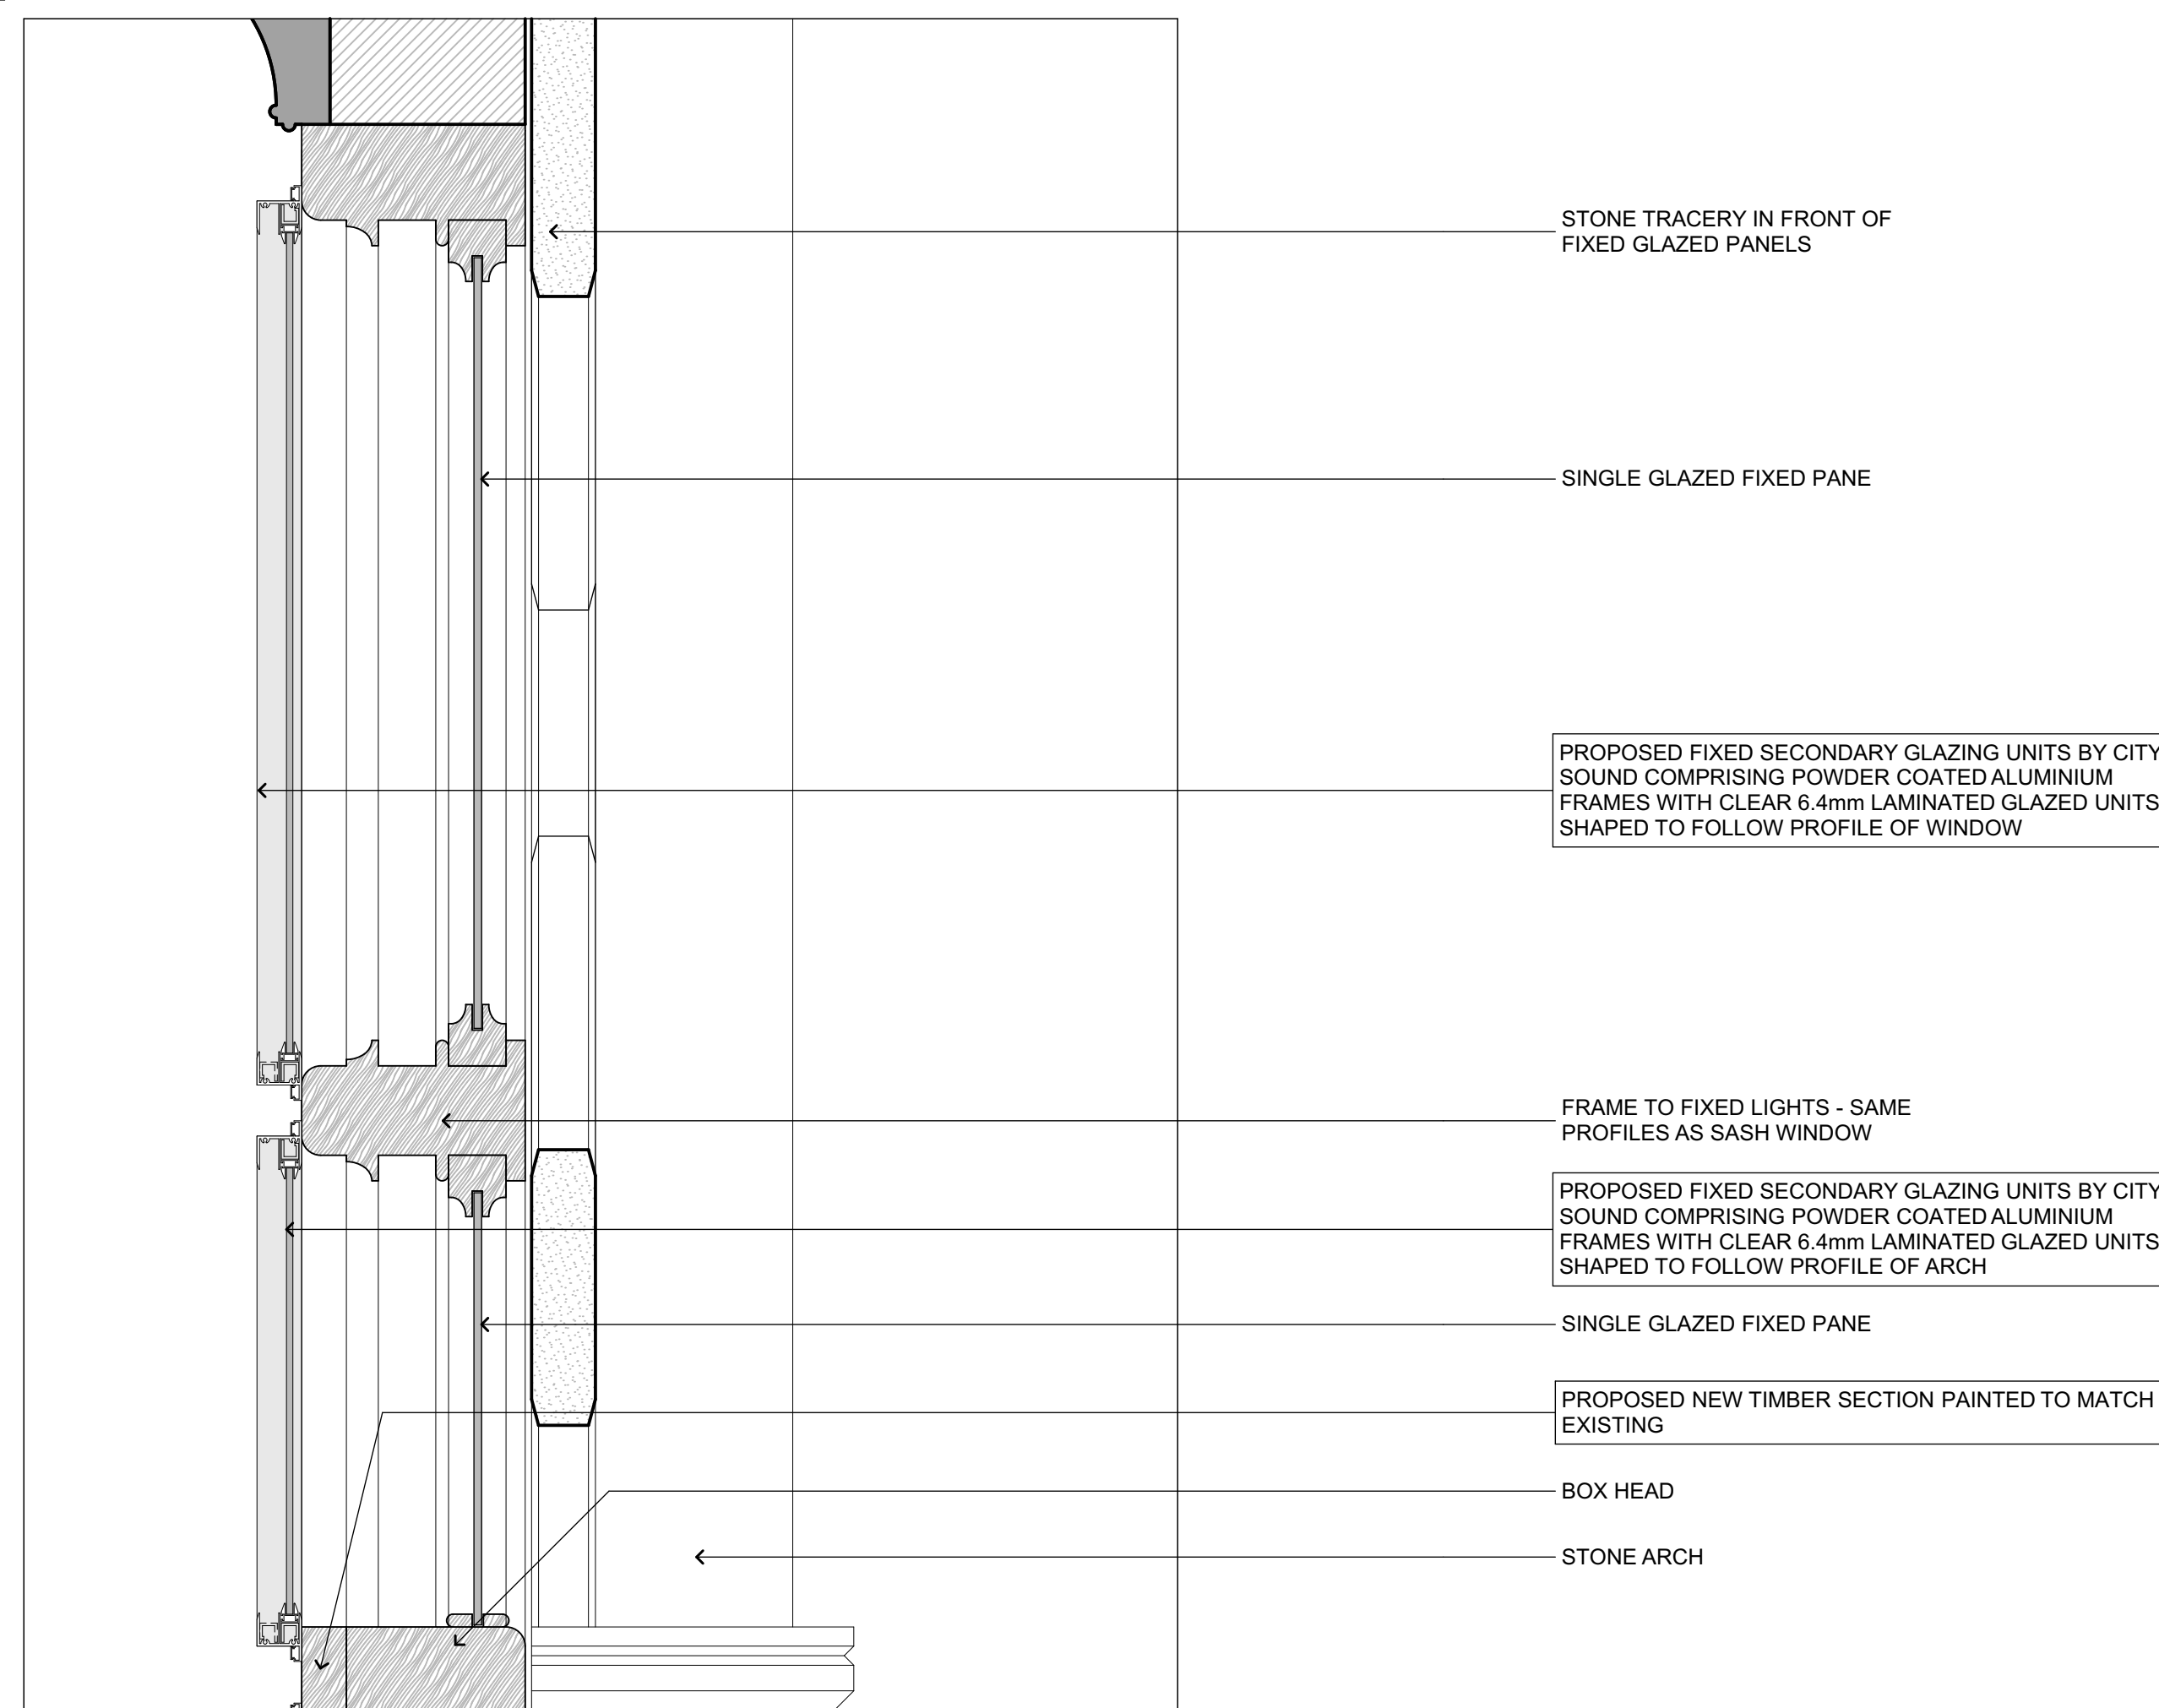 STONE TRACERY IN FRONT OF
FIXED GLAZED PANELS
SINGLE GLAZED FIXED PANE
PROPOSED FIXED SECONDARY GLAZING UNITS BY CITY
SOUND COMPRISING POWDER COATED ALUMINIUM
FRAMES WITH CLEAR 6.4mm LAMINATED GLAZED UNITS
SHAPED TO FOLLOW PROFILE OF WINDOW
FRAME TO FIXED LIGHTS - SAME
PROFILES AS SASH WINDOW
PROPOSED FIXED SECONDARY GLAZING UNITS BY CITY
SOUND COMPRISING POWDER COATED ALUMINIUM
FRAMES WITH CLEAR 6.4mm LAMINATED GLAZED UNITS
SHAPED TO FOLLOW PROFILE OF ARCH
SINGLE GLAZED FIXED PANE
PROPOSED NEW TIMBER SECTION PAINTED TO MATCH
EXISTING
BOX HEAD
STONE ARCH